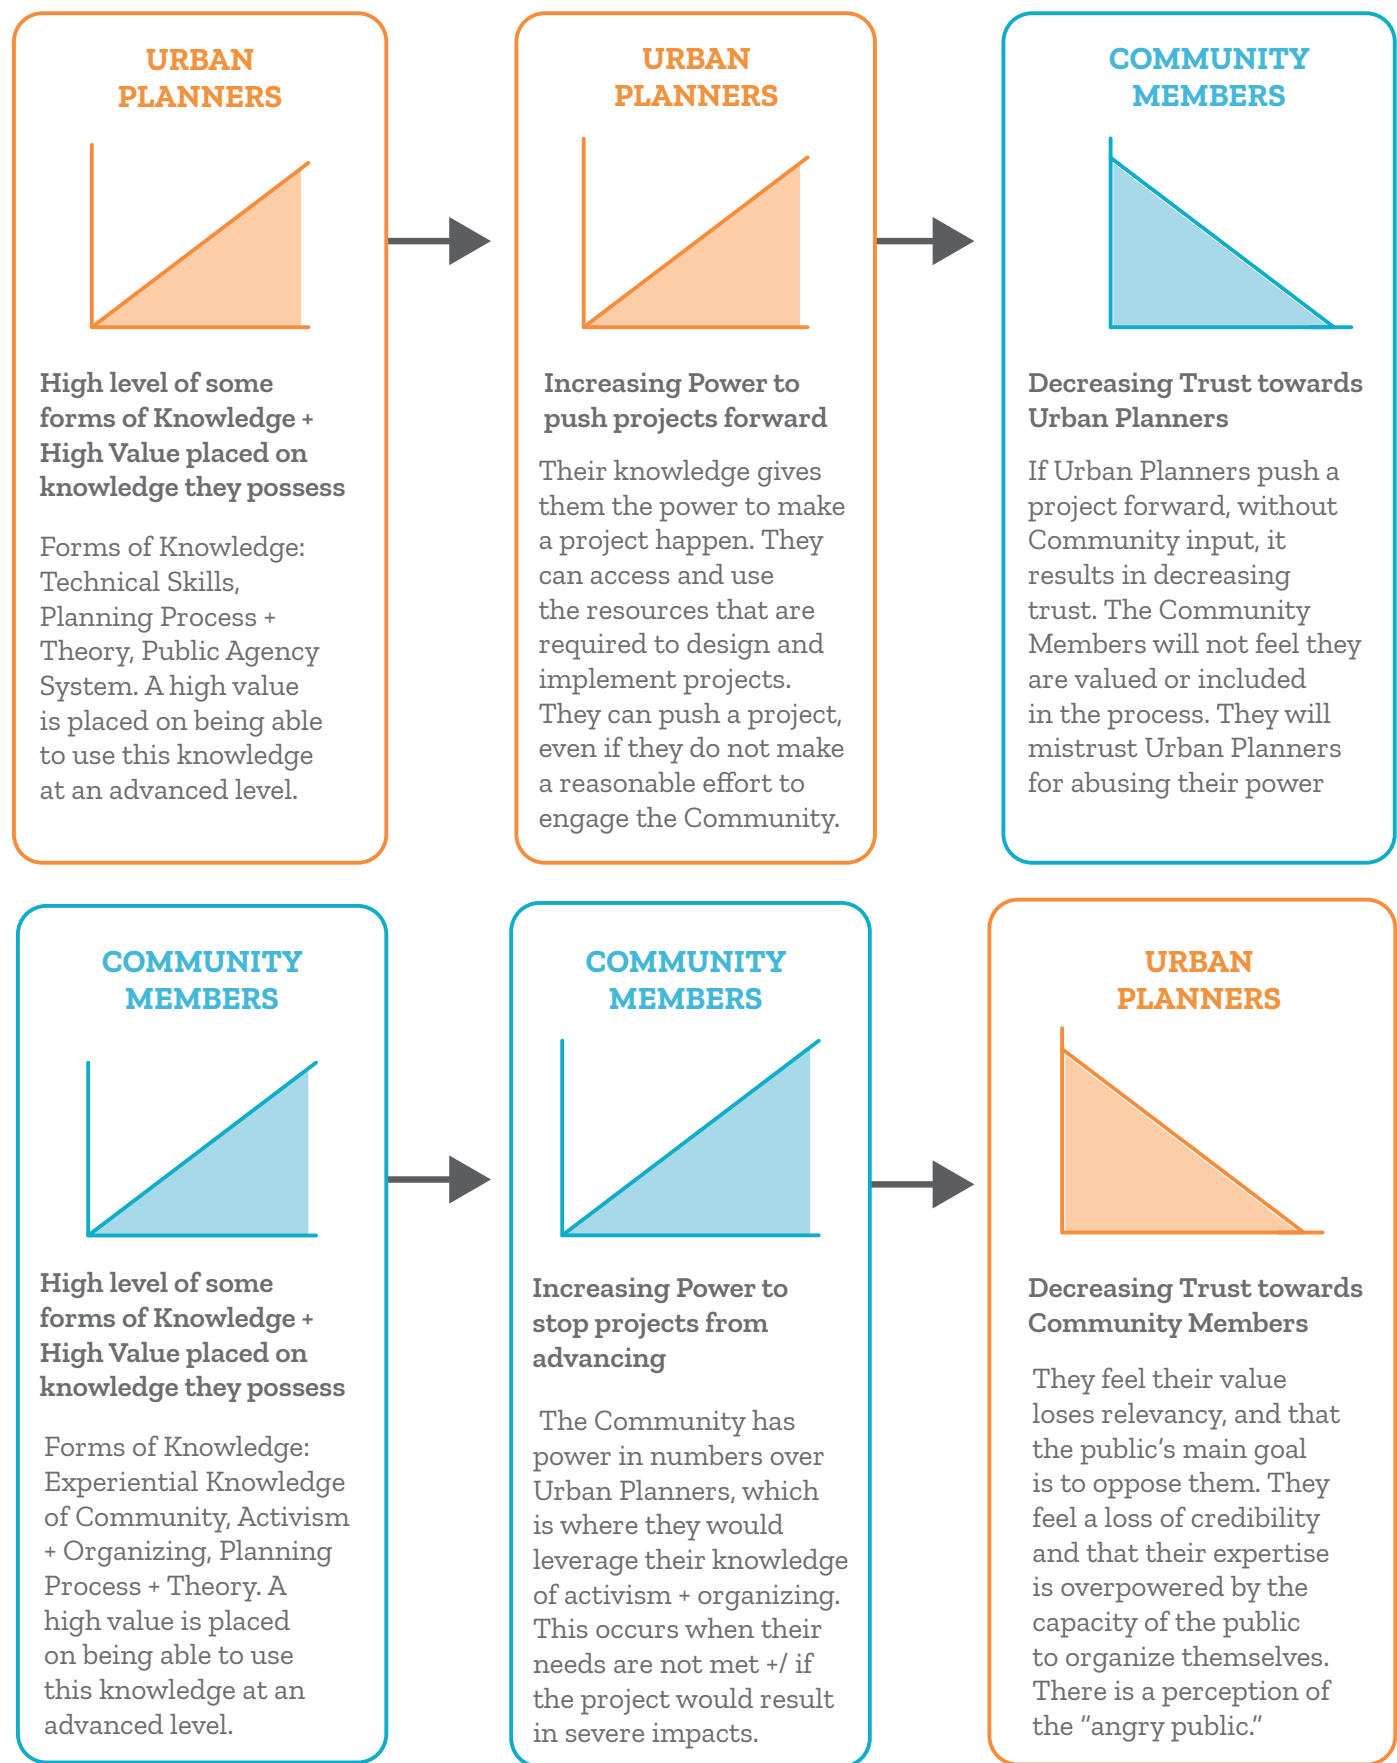 URBAN
PLANNERS
High level of some
forms of Knowledge +
High Value placed on
knowledge they possess
Forms of Knowledge:
Technical Skills,
Planning Process +
Theory, Public Agency
System. A high value
is placed on being able
to use this knowledge
at an advanced level.
URBAN
PLANNERS
Increasing Power to
push projects forward
Their knowledge gives
them the power to make
a project happen. They
can access and use
the resources that are
required to design and
implement projects.
They can push a project,
even if they do not make
a reasonable effort to
engage the Community.
COMMUNITY
MEMBERS
Decreasing Trust towards
Urban Planners
If Urban Planners push a
project forward, without
Community input, it
results in decreasing
trust. The Community
Members will not feel they
are valued or included
in the process. They will
mistrust Urban Planners
for abusing their power
COMMUNITY
MEMBERS
High level of some
forms of Knowledge +
High Value placed on
knowledge they possess
Forms of Knowledge:
Experiential Knowledge
of Community, Activism
+ Organizing, Planning
Process + Theory. A
high value is placed
on being able to use
this knowledge at an
advanced level.
COMMUNITY
MEMBERS
Increasing Power to
stop projects from
advancing
The Community has
power in numbers over
Urban Planners, which
is where they would
leverage their knowledge
of activism + organizing.
This occurs when their
needs are not met +/ if
the project would result
in severe impacts.
URBAN
PLANNERS
Decreasing Trust towards
Community Members
They feel their value
loses relevancy, and that
the public's main goal
is to oppose them. They
feel a loss of credibility
and that their expertise
is overpowered by the
capacity of the public
to organize themselves.
There is a perception of
the "angry public."